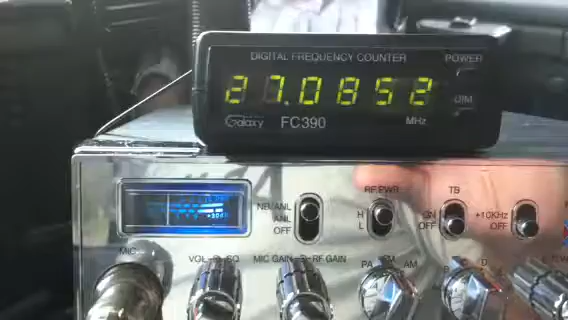 DIGITAL FREQUENCY COUNTER
POWER
27.0852
DIM
Galaxy FC390
MHz
RF PWR
TB
NB/ANL
ANL
OFF
H
L
ON
OFF
+10KHz
OFF
MIC
VOL
SQ
MIC GAIN
RF GAIN
PA
AM